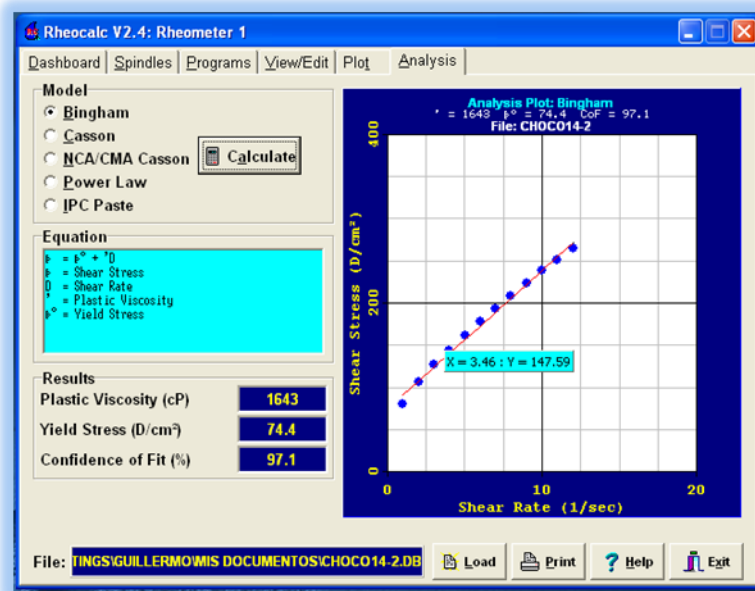 Rheocalc V2.4: Rheometer 1
Dashboard Spindles Programs View/Edit Plot Analysis
Model
Bingham
Casson
NCA/CMA Casson
Power Law
IPC Paste
Calculate
Equation
þ = þ° + 'D
þ = Shear Stress
D = Shear Rate
' = Plastic Viscosity
þ° = Yield Stress
Results
Plastic Viscosity (cP) 1643
Yield Stress (D/cm²) 74.4
Confidence of Fit (%) 97.1
Analysis Plot: Bingham
' = 1643 þ° = 74.4 CoF = 97.1
File: CHOCO14-2
400
200
0
Shear Stress (D/cm²)
X = 3.46 : Y = 147.59
0 10 20
Shear Rate (1/sec)
File: TINGS\GUILLERMO\MIS DOCUMENTOS\CHOCO14-2.DB Load Print Help Exit